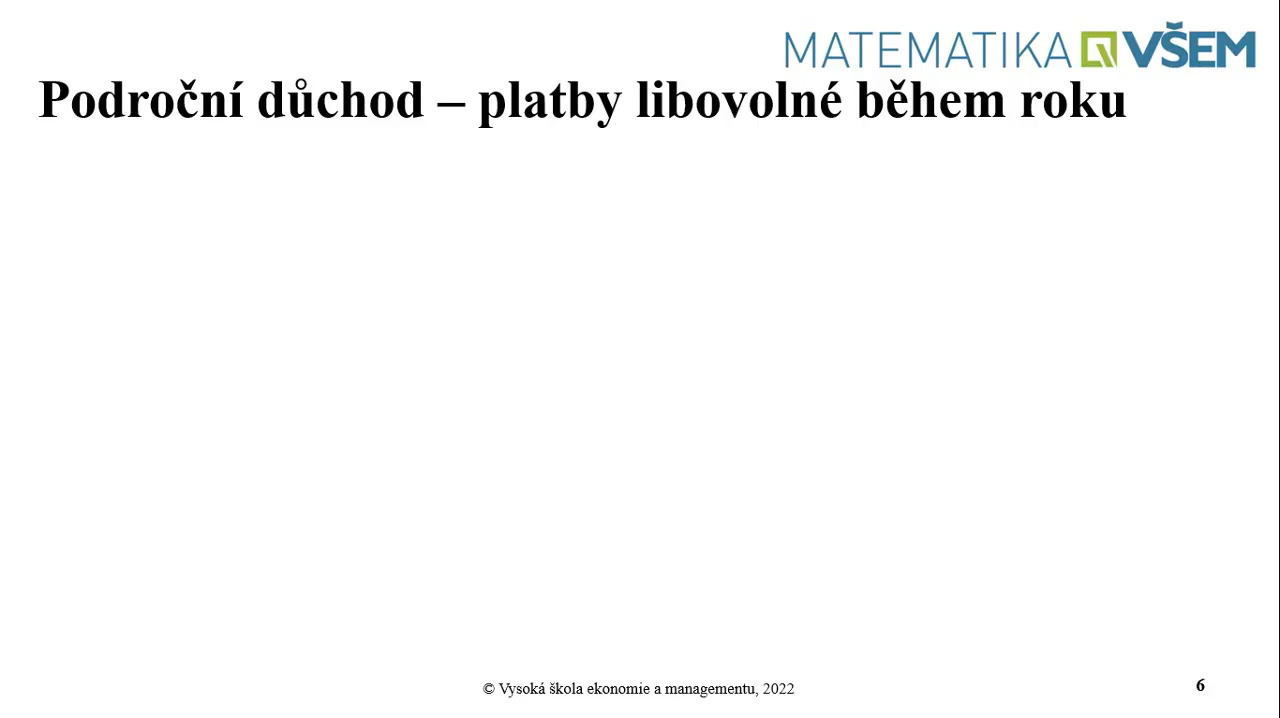 MATEMATIKA VŠEM
Področní důchod – platby libovolné během roku
© Vysoká škola ekonomie a managementu, 2022
6